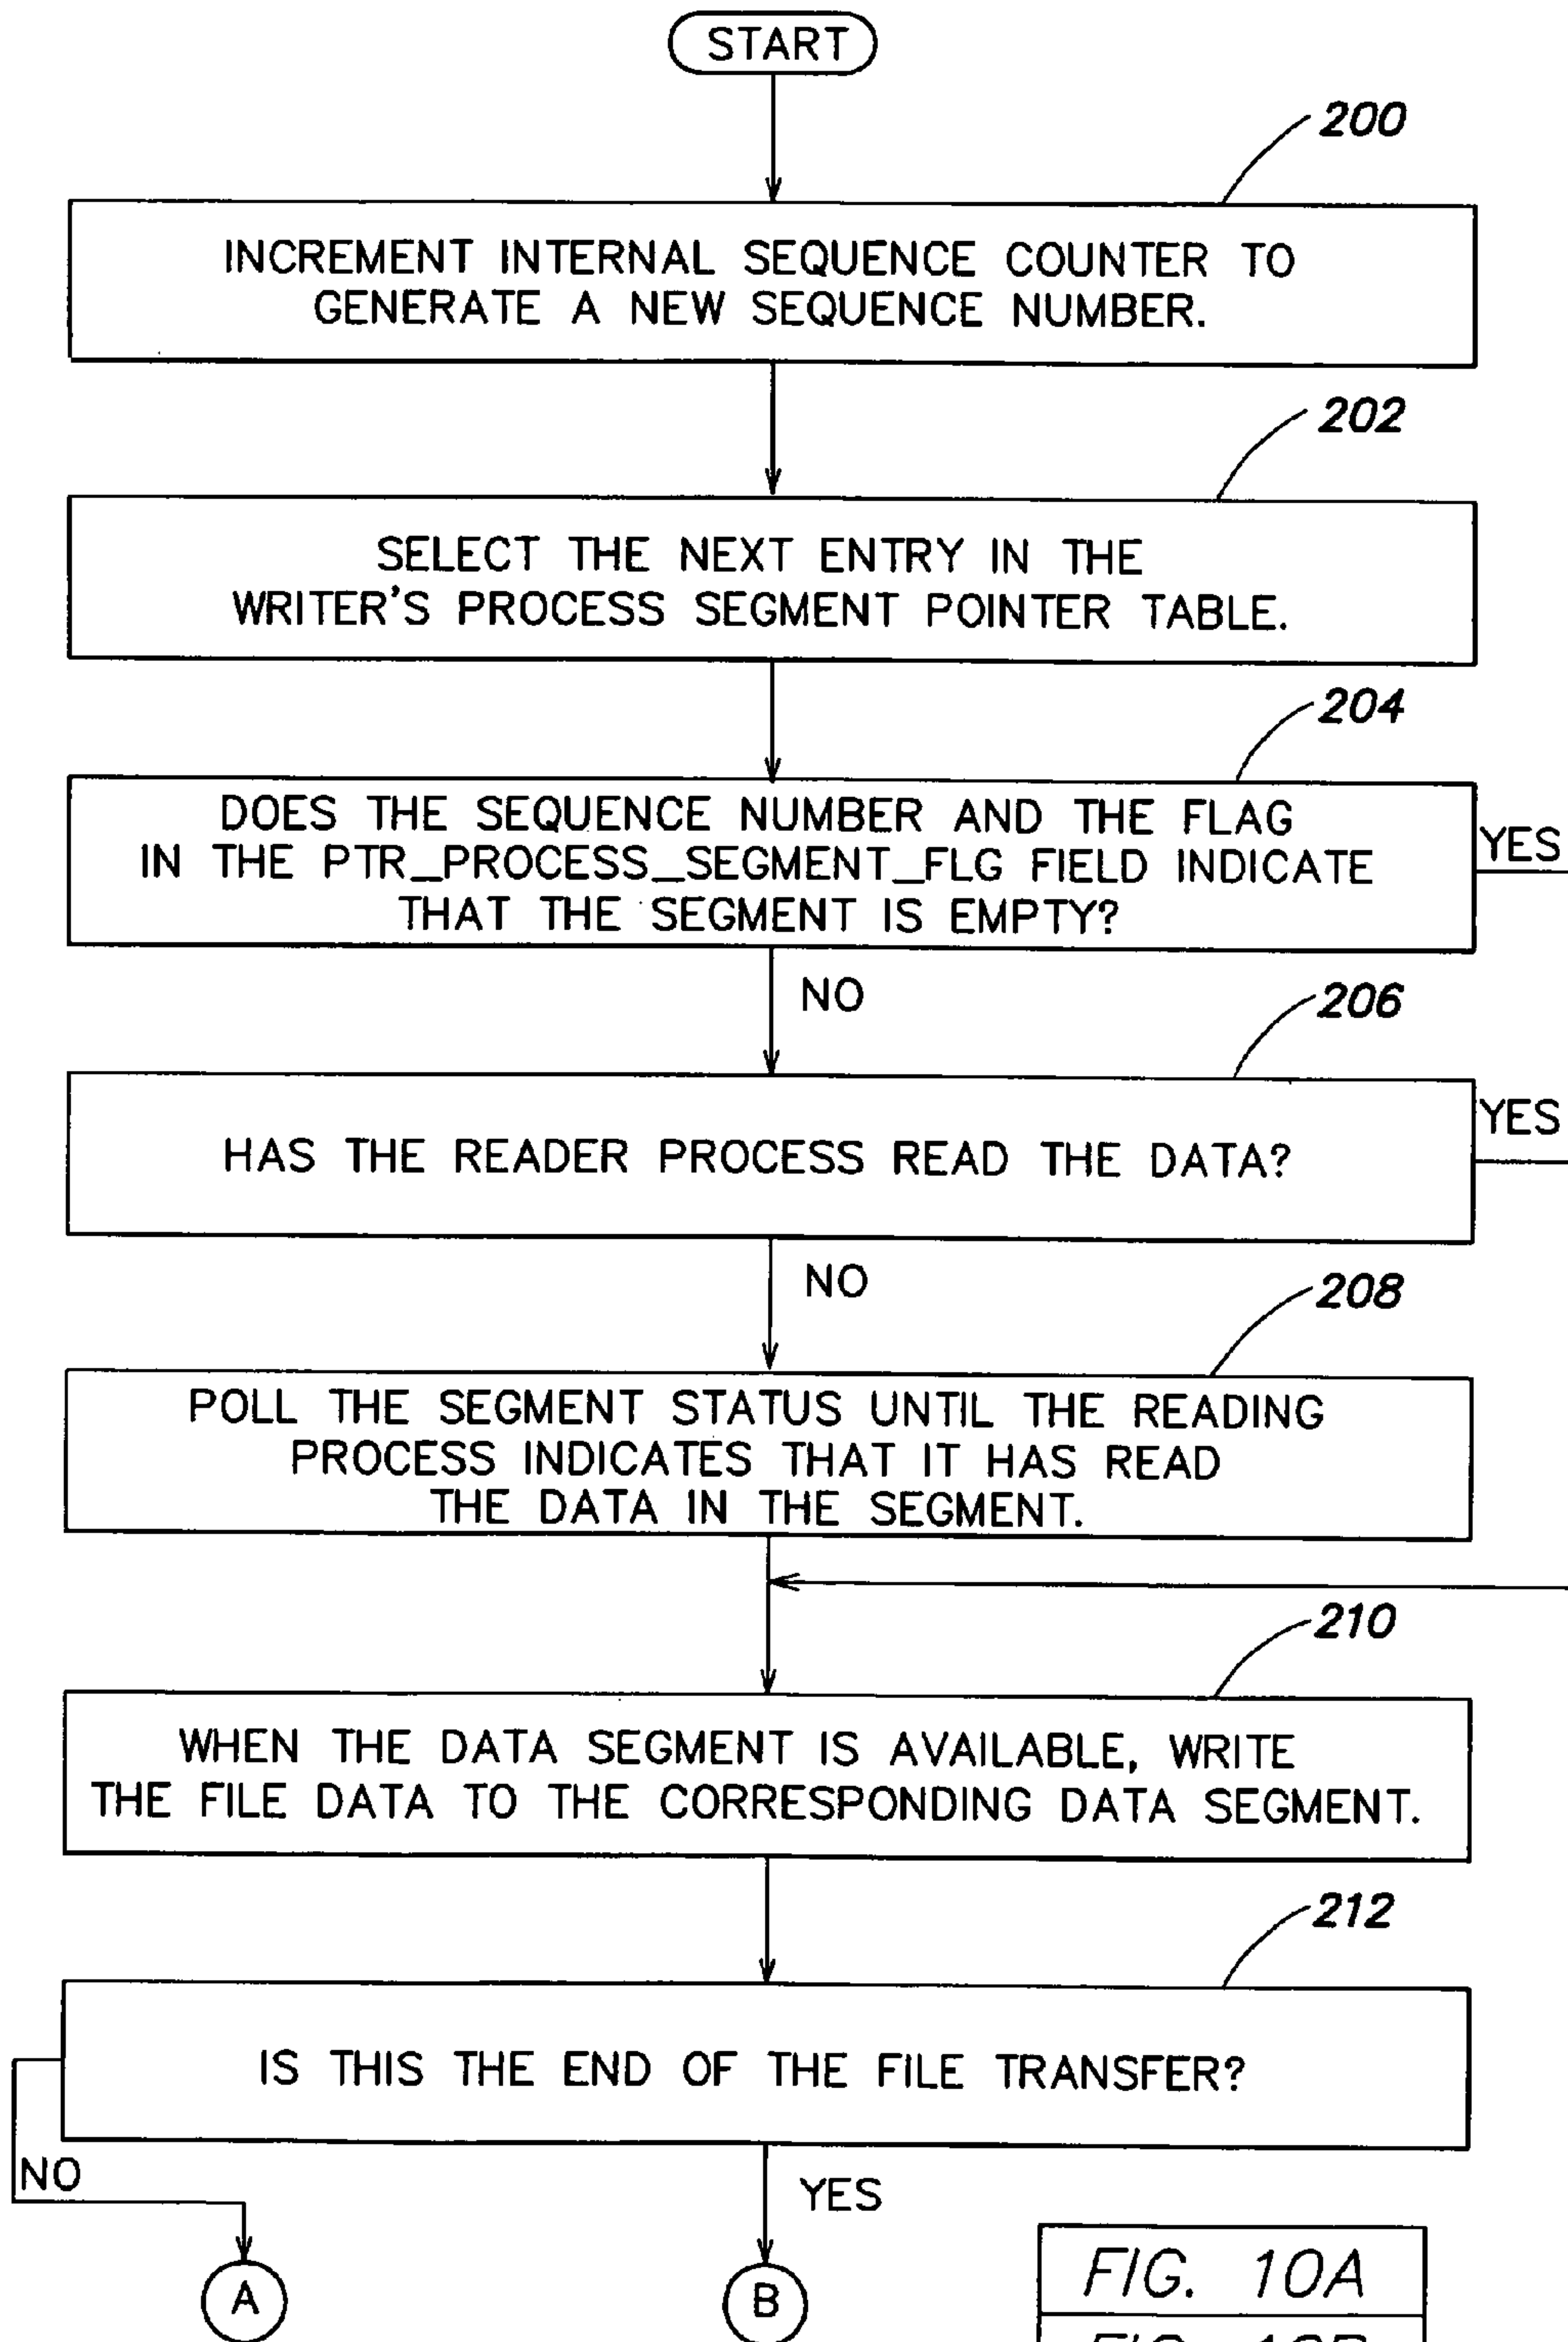 START
200
INCREMENT INTERNAL SEQUENCE COUNTER TO
GENERATE A NEW SEQUENCE NUMBER.
202
SELECT THE NEXT ENTRY IN THE
WRITER'S PROCESS SEGMENT POINTER TABLE.
204
DOES THE SEQUENCE NUMBER AND THE FLAG
IN THE PTR_PROCESS_SEGMENT_FLG FIELD INDICATE
THAT THE SEGMENT IS EMPTY?
YES
NO
206
HAS THE READER PROCESS READ THE DATA?
YES
NO
208
POLL THE SEGMENT STATUS UNTIL THE READING
PROCESS INDICATES THAT IT HAS READ
THE DATA IN THE SEGMENT.
210
WHEN THE DATA SEGMENT IS AVAILABLE, WRITE
THE FILE DATA TO THE CORRESPONDING DATA SEGMENT.
212
IS THIS THE END OF THE FILE TRANSFER?
NO
YES
A
B
FIG. 10A